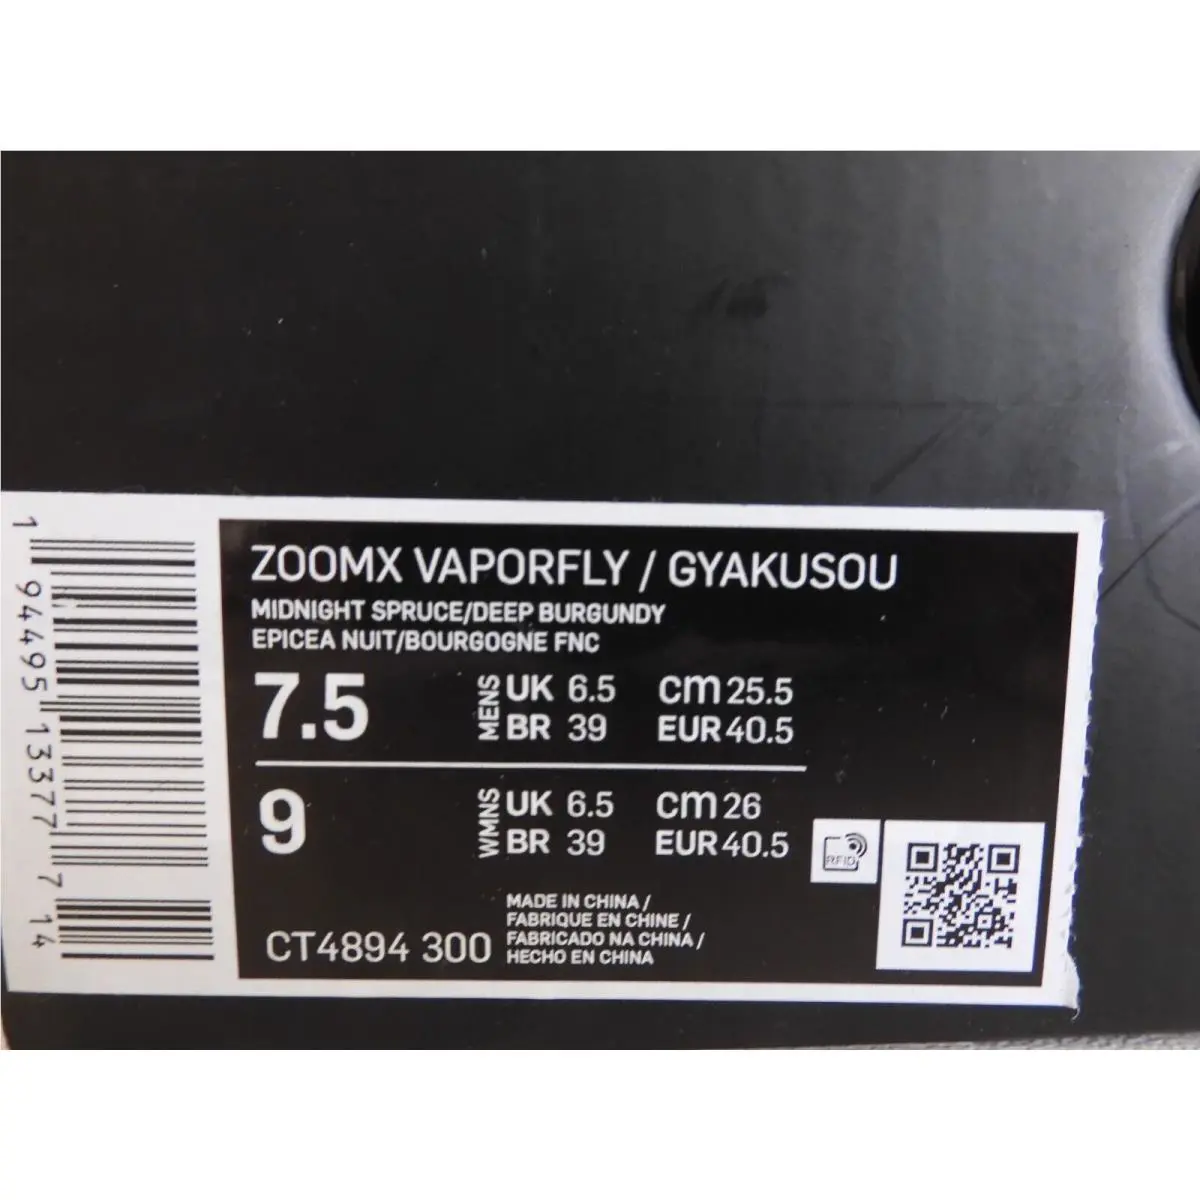 ZOOMX VAPORFLY / GYAKUSOU
MIDNIGHT SPRUCE/DEEP BURGUNDY
EPICEA NUIT/BOURGOGNE FNC
7.5 MENS UK 6.5 cm 25.5
BR 39 EUR 40.5
9 WMNS UK 6.5 cm 26
BR 39 EUR 40.5
RFID
CT4894 300
MADE IN CHINA /
FABRIQUE EN CHINE /
FABRICADO NA CHINA /
HECHO EN CHINA
1 94495 13377 7 14